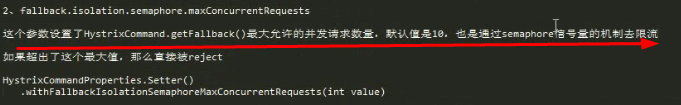 2、fallback.isolation.semaphore.maxConcurrentRequests
这个参数设置了HystrixCommand.getFallback()最大允许的并发请求数量，默认值是10，也是通过semaphore信号量的机制去限流
如果超出了这个最大值，那么直接被reject
HystrixCommandProperties.Setter()
.withFallbackIsolationSemaphoreMaxConcurrentRequests(int value)